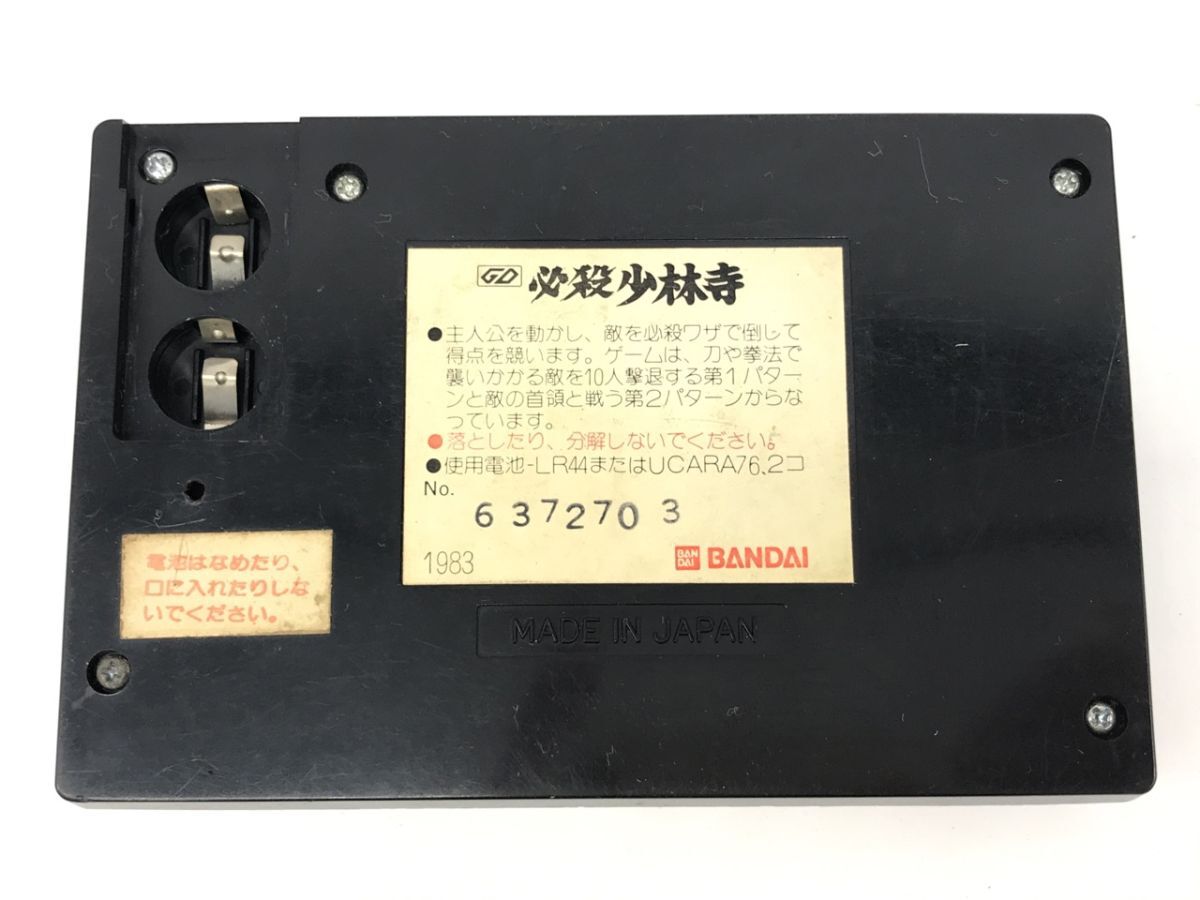 GD 必殺少林寺
●主人公を動かし、敵を必殺ワザで倒して
得点を競います。ゲームは、刀や拳法で
襲いかかる敵を10人撃退する第1パター
ンと敵の首領と戦う第2パターンからな
っています。
●落としたり、分解しないでください。
●使用電池-LR44またはUCARA76、2コ
No.
637270 3
1983 BAN DAI BANDAI
電池はなめたり、
口に入れたりしな
いでください。
MADE IN JAPAN